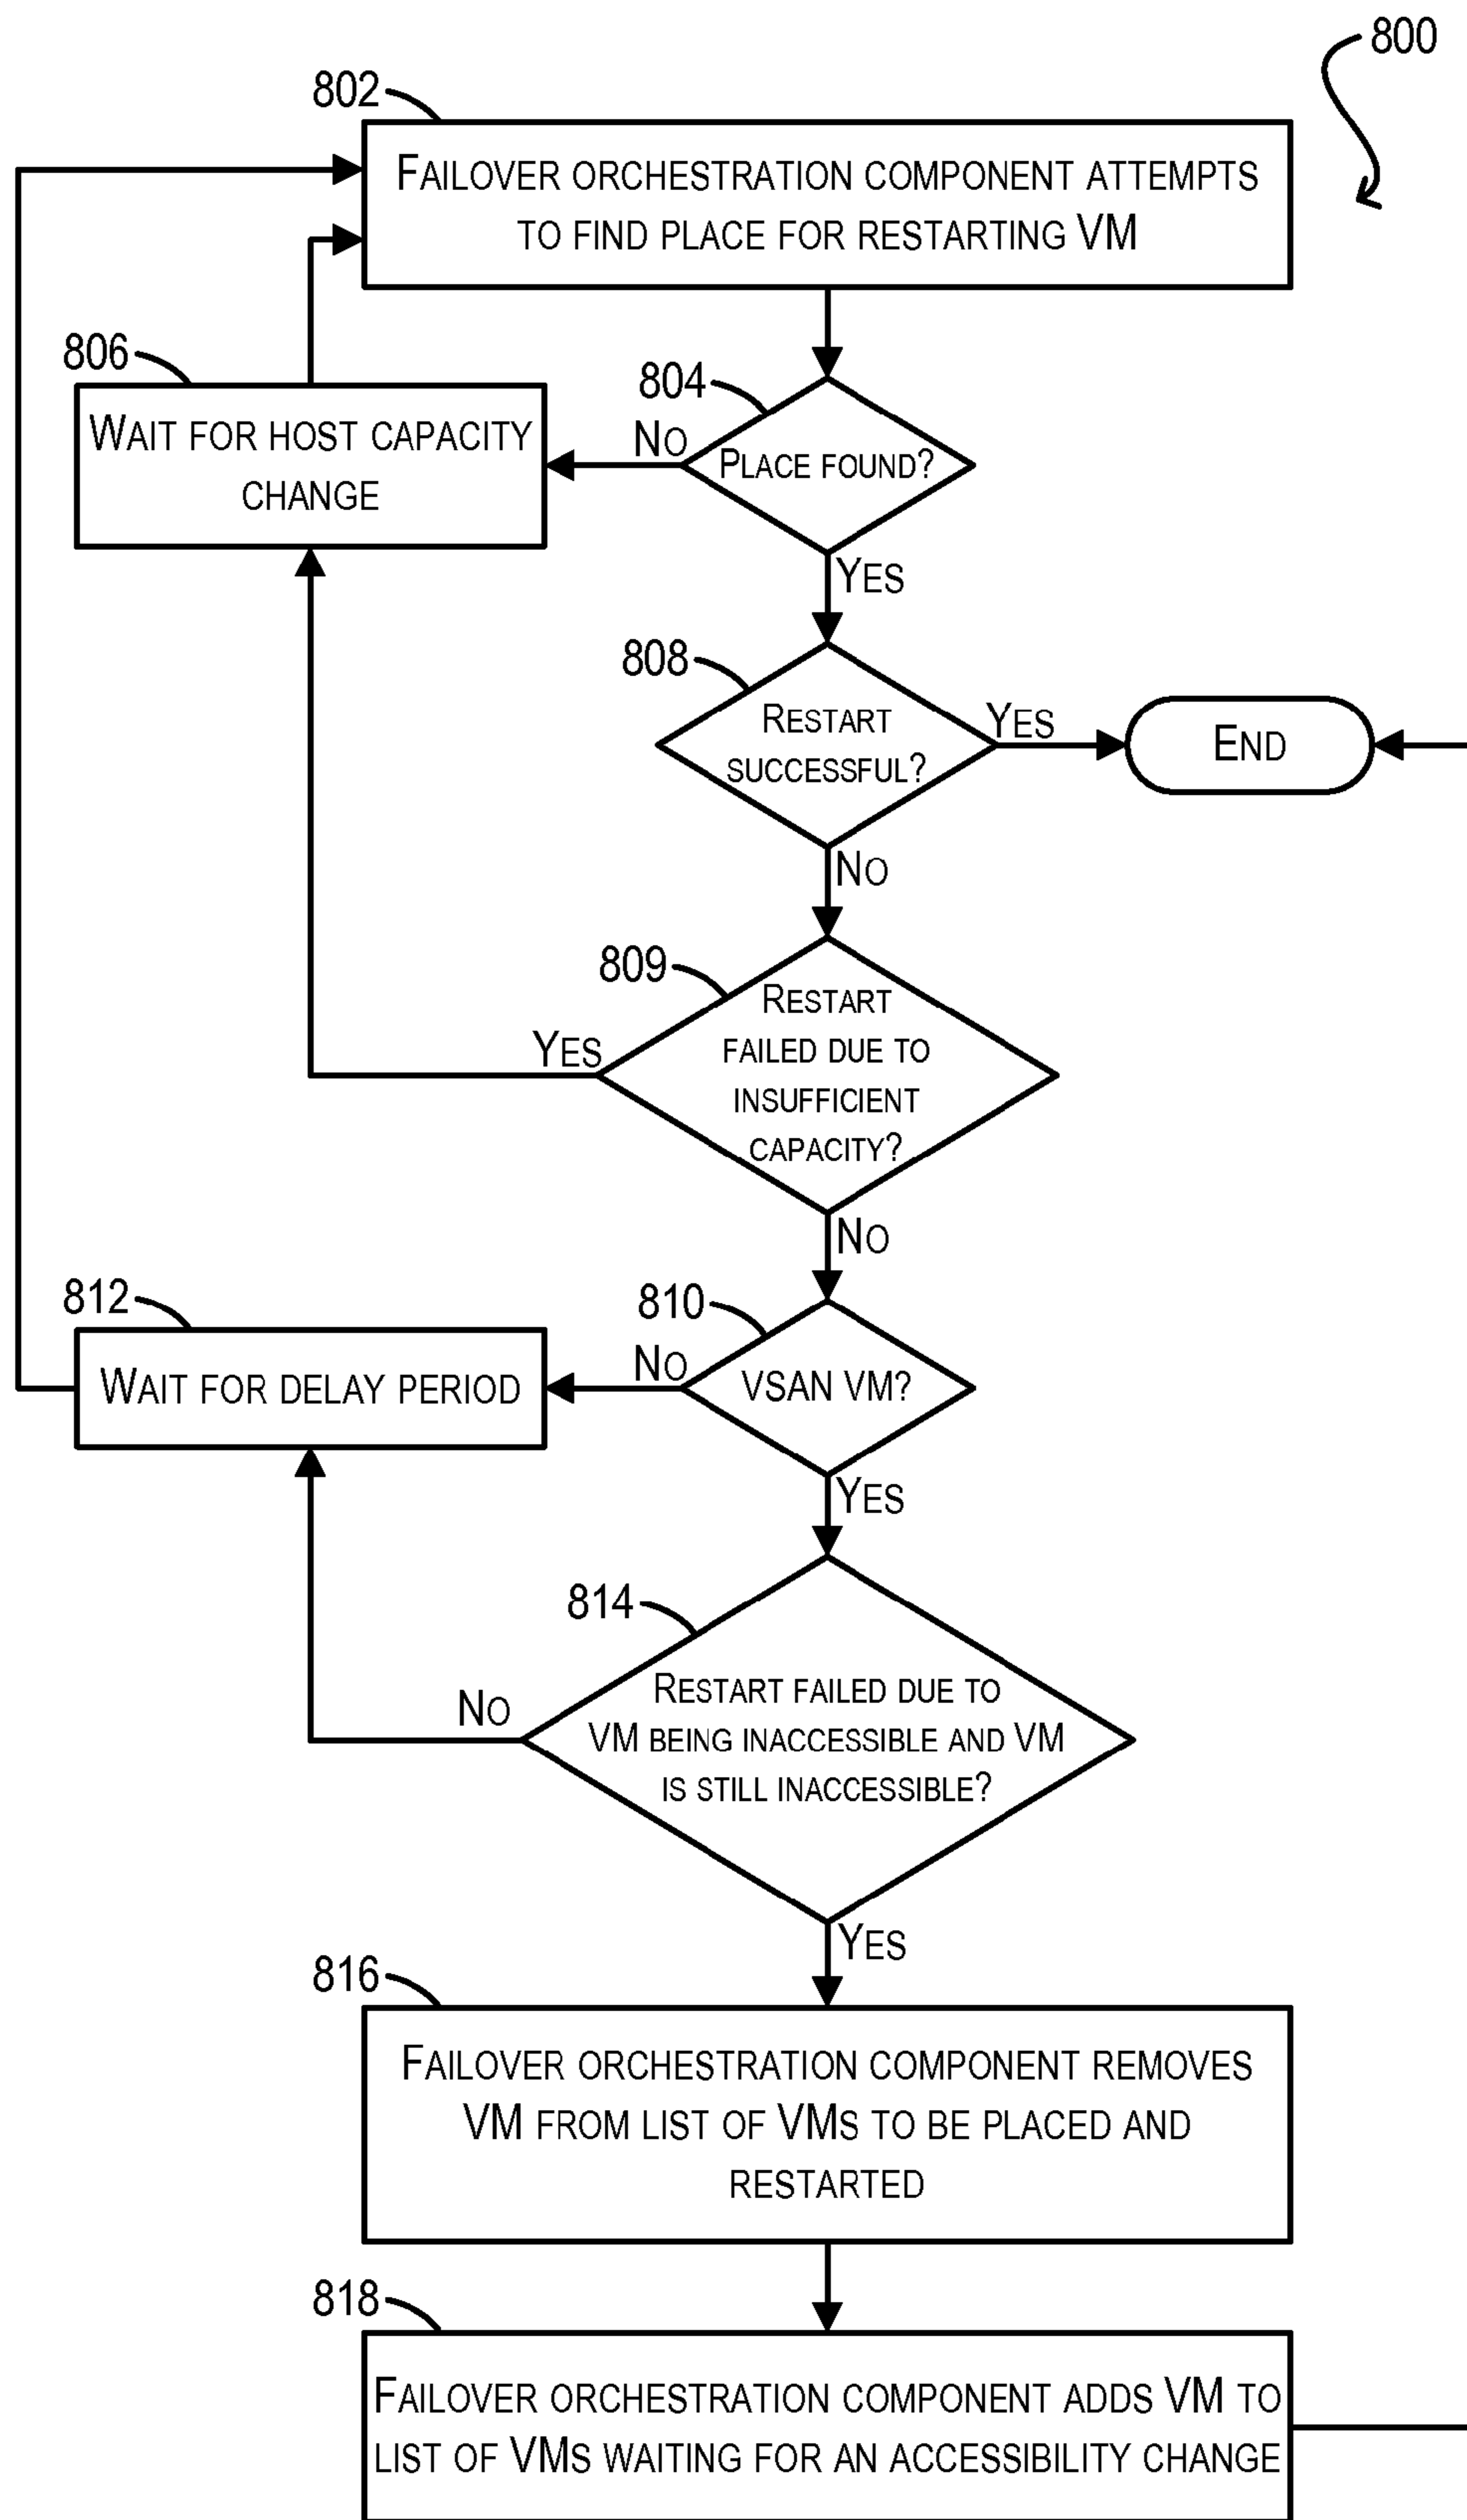 800
802
FAILOVER ORCHESTRATION COMPONENT ATTEMPTS
TO FIND PLACE FOR RESTARTING VM
806
WAIT FOR HOST CAPACITY
CHANGE
804
NO
PLACE FOUND?
YES
808
RESTART
SUCCESSFUL?
YES
END
NO
809
RESTART
FAILED DUE TO
INSUFFICIENT
CAPACITY?
YES
NO
812
WAIT FOR DELAY PERIOD
810
NO
VSAN VM?
YES
814
RESTART FAILED DUE TO
VM BEING INACCESSIBLE AND VM
IS STILL INACCESSIBLE?
NO
YES
816
FAILOVER ORCHESTRATION COMPONENT REMOVES
VM FROM LIST OF VMS TO BE PLACED AND
RESTARTED
818
FAILOVER ORCHESTRATION COMPONENT ADDS VM TO
LIST OF VMS WAITING FOR AN ACCESSIBILITY CHANGE